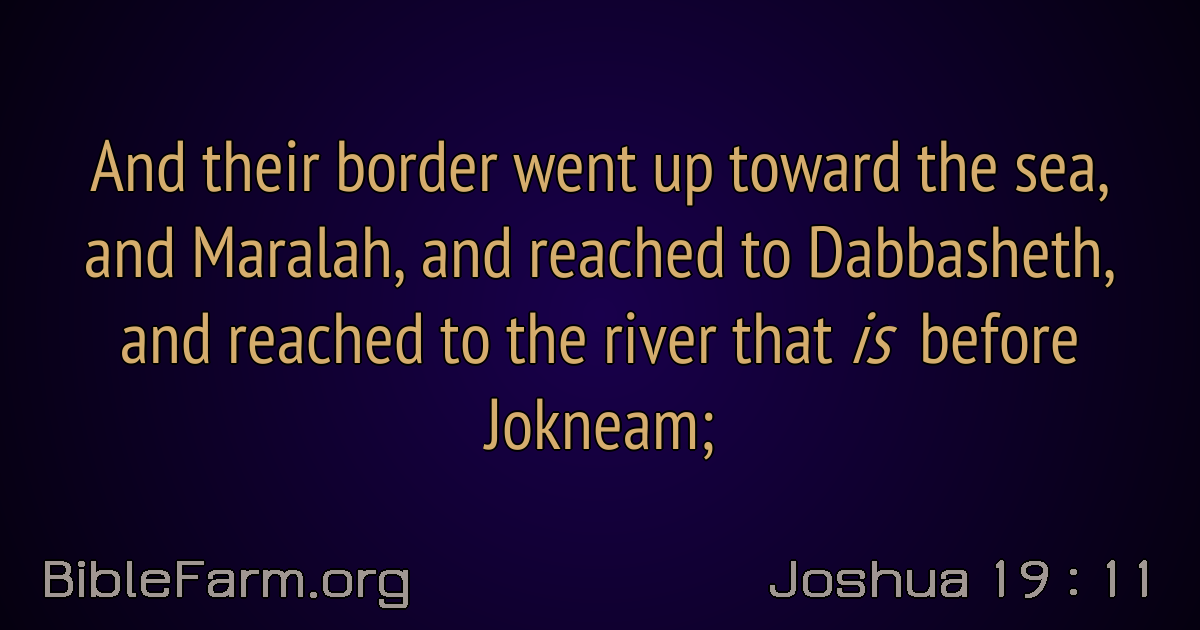 And their border went up toward the sea,
and Maralah, and reached to Dabbasheth,
and reached to the river that is before
Jokneam;
BibleFarm.org
Joshua 19 : 11